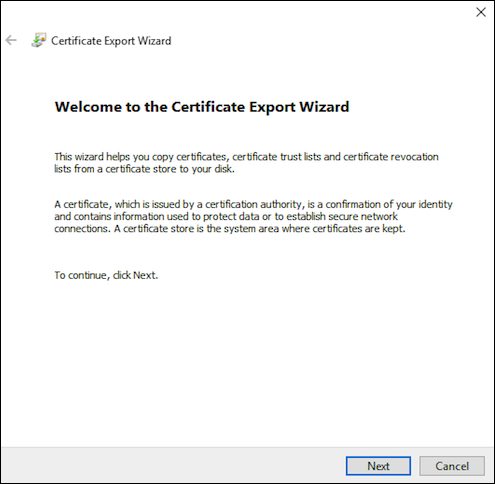 Certificate Export Wizard
Welcome to the Certificate Export Wizard
This wizard helps you copy certificates, certificate trust lists and certificate revocation
lists from a certificate store to your disk.
A certificate, which is issued by a certification authority, is a confirmation of your identity
and contains information used to protect data or to establish secure network
connections. A certificate store is the system area where certificates are kept.
To continue, click Next.
Next
Cancel